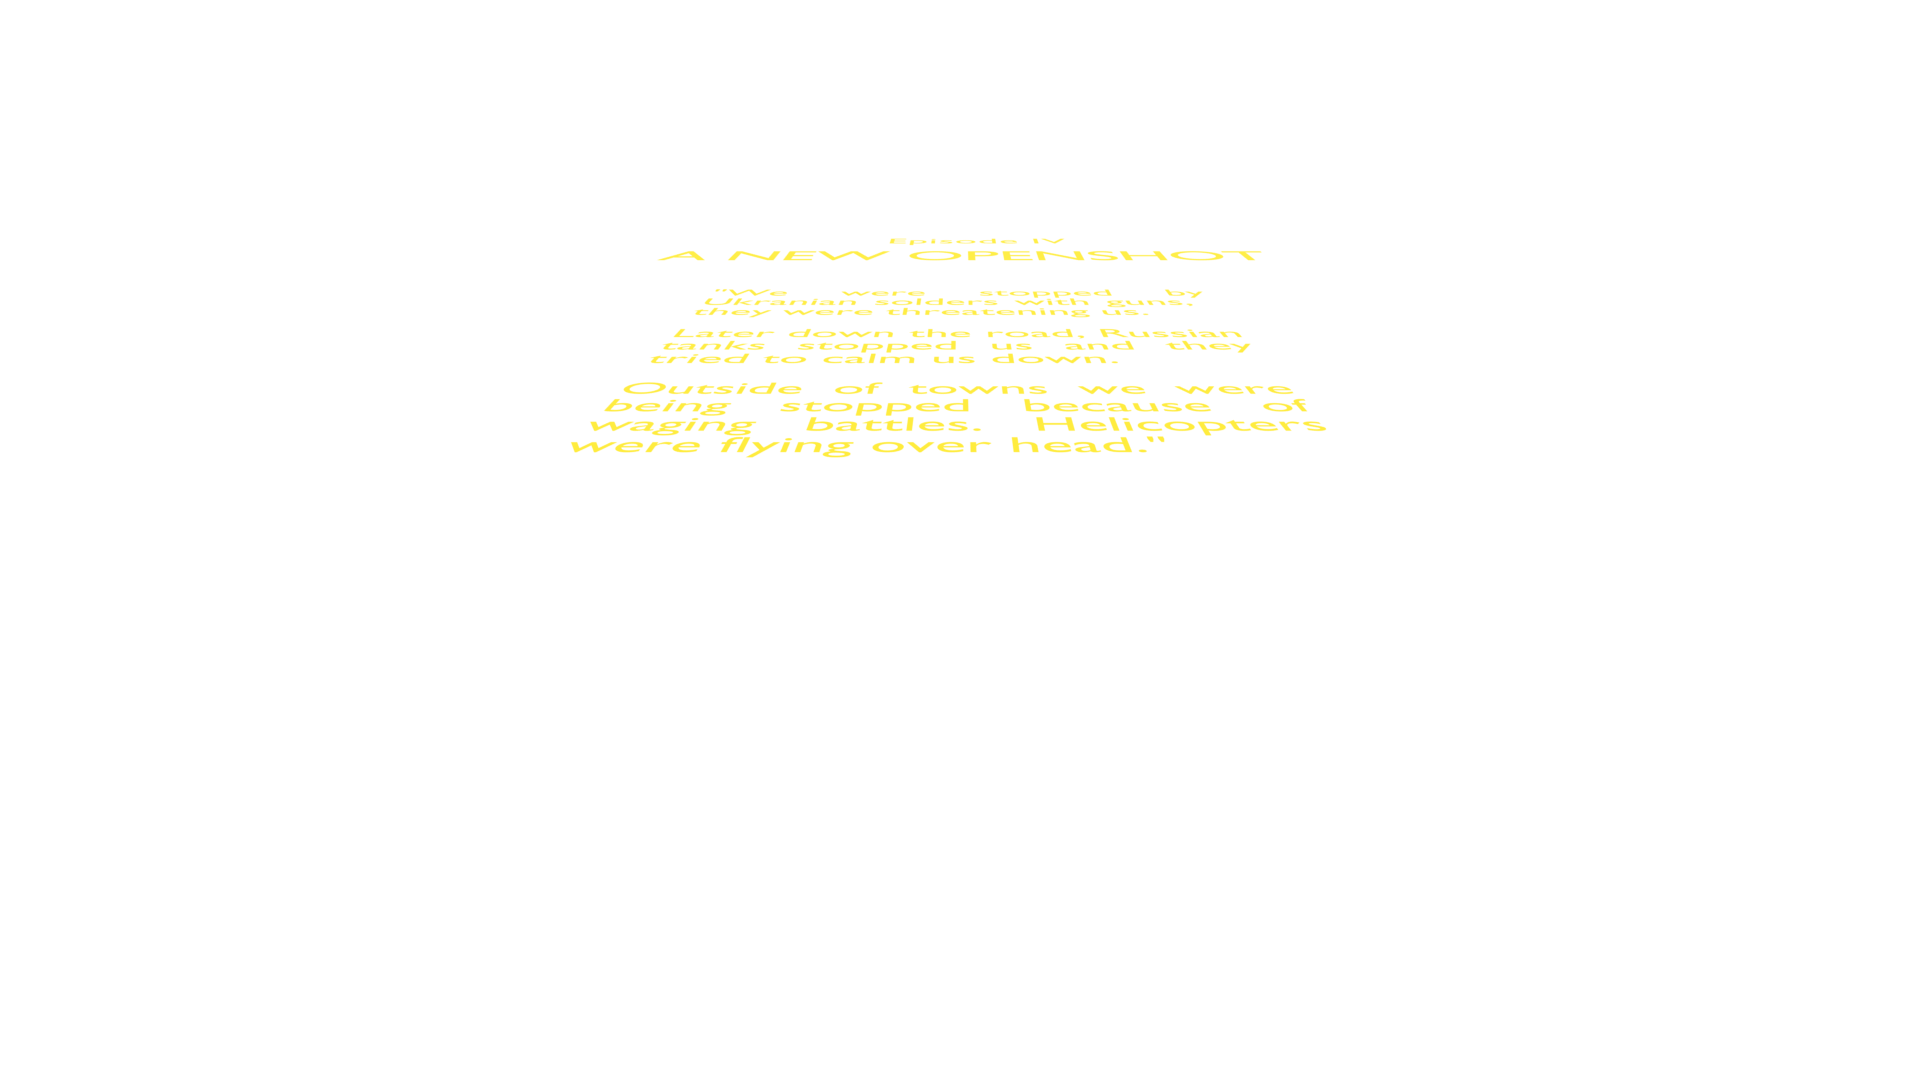 Episode IV
A NEW OPENSHOT
"We were stopped by
Ukranian solders with guns,
they were threatening us.
Later down the road, Russian
tanks stopped us and they
tried to calm us down.
Outside of towns we were
being stopped because of
waging battles. Helicopters
were flying over head."